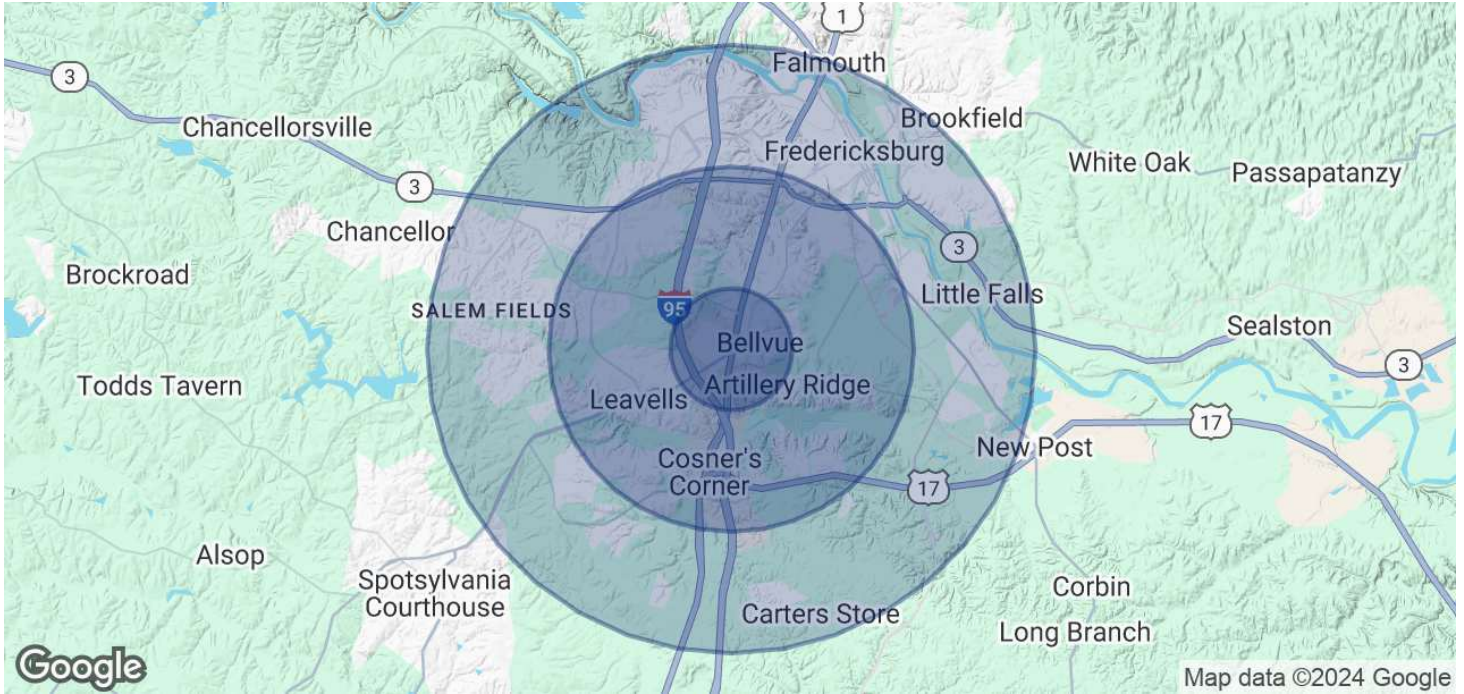 1
Falmouth
3
Chancellorsville
Brookfield
Fredericksburg
White Oak
Passapatanzy
3
Chancellor
3
Brockroad
Little Falls
SALEM FIELDS
95
Sealston
Bellvue
3
Todds Tavern
Artillery Ridge
Leavells
17
New Post
Cosner's
Corner
17
Alsop
Spotsylvania
Courthouse
Corbin
Carters Store
Long Branch
Google
Map data ©2024 Google